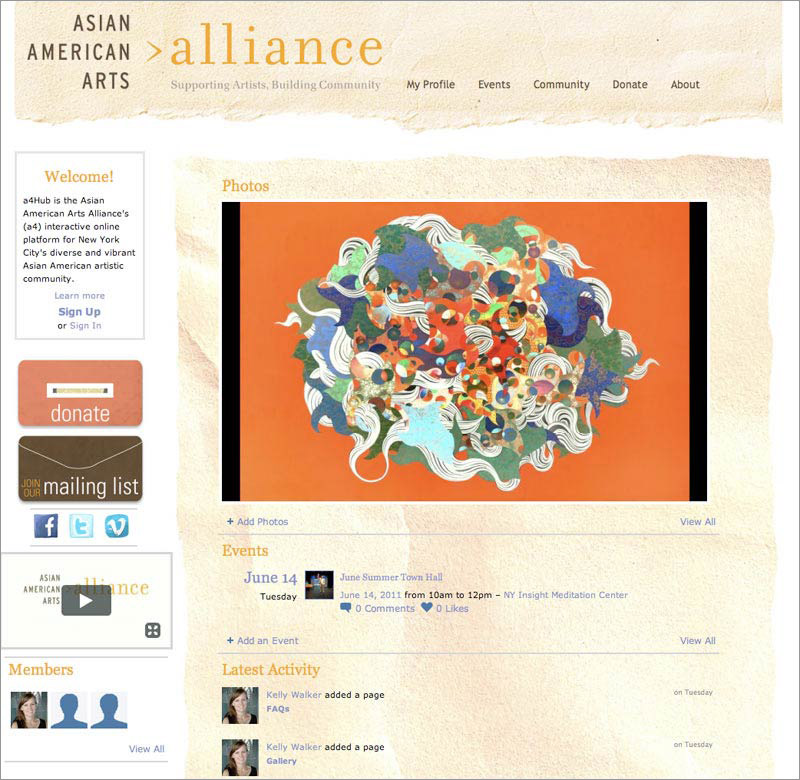 ASIAN
AMERICAN
ARTS
>alliance
Supporting Artists, Building Community
My Profile Events Community Donate About
Welcome!
a4Hub is the Asian
American Arts Alliance's
(a4) interactive online
platform for New York
City's diverse and vibrant
Asian American artistic
community.
Learn more
Sign Up
or Sign In
donate
JOIN
OUR mailing list
ASIAN
AMERICAN
ARTS
>alliance
Members
View All
Photos
+ Add Photos View All
Events
June 14
Tuesday
June Summer Town Hall
June 14, 2011 from 10am to 12pm – NY Insight Meditation Center
0 Comments 0 Likes
+ Add an Event View All
Latest Activity
Kelly Walker added a page on Tuesday
FAQs
Kelly Walker added a page on Tuesday
Gallery